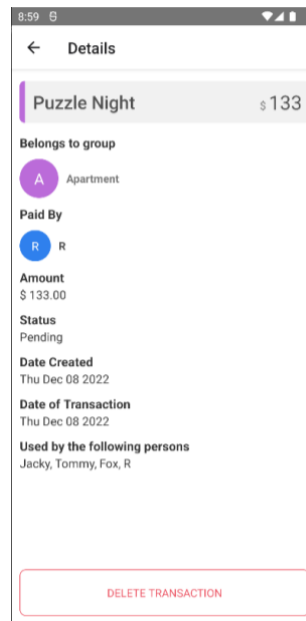 8:59
Details
Puzzle Night $ 133
Belongs to group
A Apartment
Paid By
R R
Amount
$ 133.00
Status
Pending
Date Created
Thu Dec 08 2022
Date of Transaction
Thu Dec 08 2022
Used by the following persons
Jacky, Tommy, Fox, R
DELETE TRANSACTION